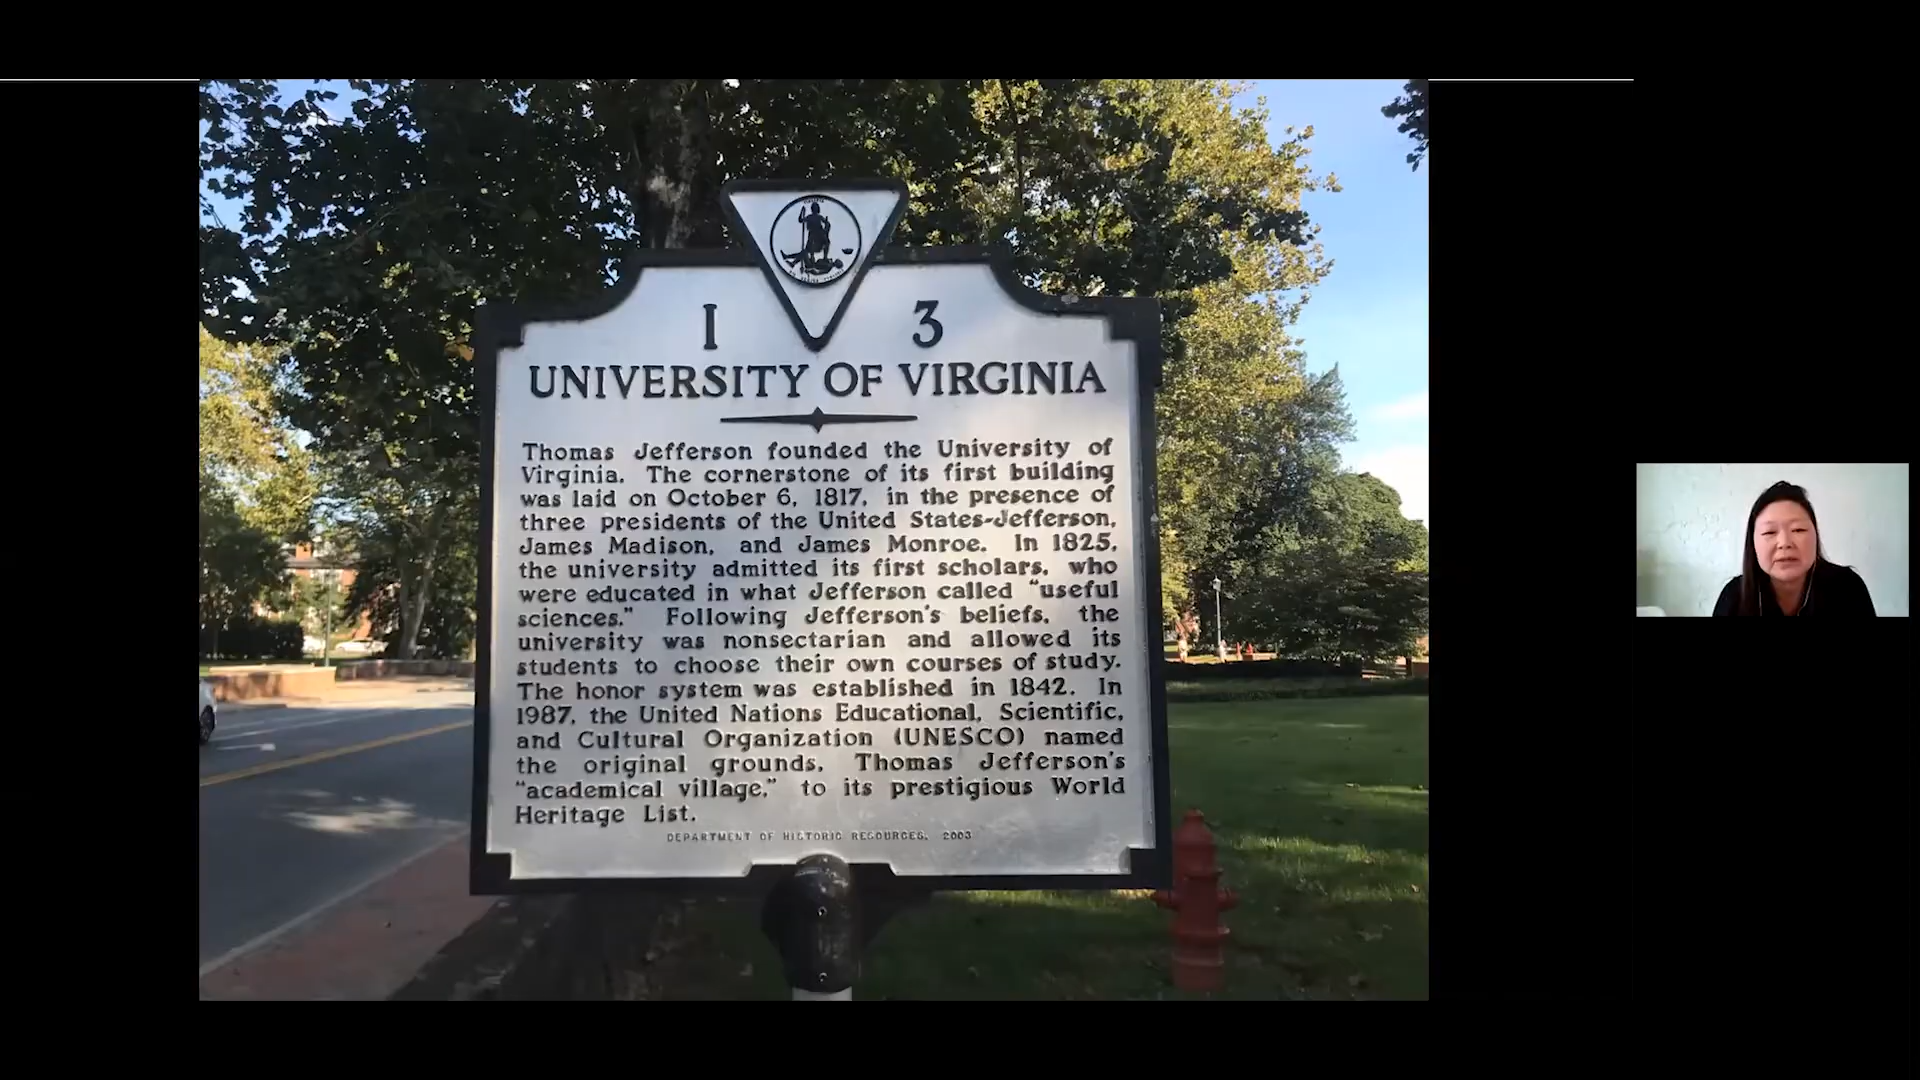 I 3
UNIVERSITY OF VIRGINIA
Thomas Jefferson founded the University of
Virginia. The cornerstone of its first building
was laid on October 6, 1817, in the presence of
three presidents of the United States-Jefferson,
James Madison, and James Monroe. In 1825,
the university admitted its first scholars, who
were educated in what Jefferson called "useful
sciences." Following Jefferson's beliefs, the
university was nonsectarian and allowed its
students to choose their own courses of study.
The honor system was established in 1842. In
1987, the United Nations Educational, Scientific,
and Cultural Organization (UNESCO) named
the original grounds, Thomas Jefferson's
"academical village," to its prestigious World
Heritage List.
DEPARTMENT OF HISTORIC RESOURCES, 2003